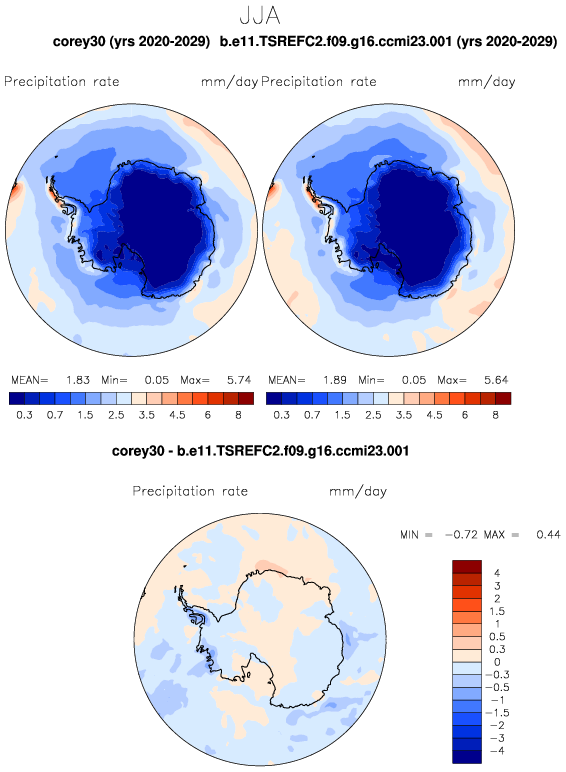 JJA
corey30 (yrs 2020-2029) b.e11.TSREFC2.f09.g16.ccmi23.001 (yrs 2020-2029)
Precipitation rate mm/day Precipitation rate mm/day
MEAN= 1.83 Min= 0.05 Max= 5.74 MEAN= 1.89 Min= 0.05 Max= 5.64
0.3 0.7 1.5 2.5 3.5 4.5 6 8 0.3 0.7 1.5 2.5 3.5 4.5 6 8
corey30 - b.e11.TSREFC2.f09.g16.ccmi23.001
Precipitation rate mm/day
MIN = -0.72 MAX = 0.44
4
3
2
1.5
1
0.5
0.3
0
-0.3
-0.5
-1
-1.5
-2
-3
-4